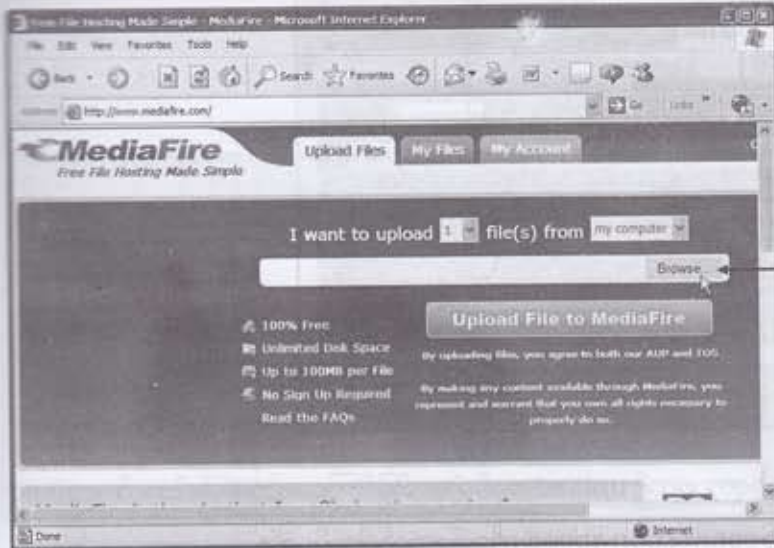 Free File Hosting Made Simple - MediaFire - Microsoft Internet Explorer
File Edit View Favorites Tools Help
Back Search Favorites
Address http://www.mediafire.com/ Go Links »
MediaFire
Free File Hosting Made Simple
Upload Files My Files My Account
I want to upload 1 file(s) from my computer
Browse...
Upload File to MediaFire
100% Free
Unlimited Disk Space
Up to 100MB per File
No Sign Up Required
Read the FAQs
By uploading files, you agree to both our AUP and TOS.
By making any content available through MediaFire, you
represent and warrant that you own all rights necessary to
properly do so.
Done Internet